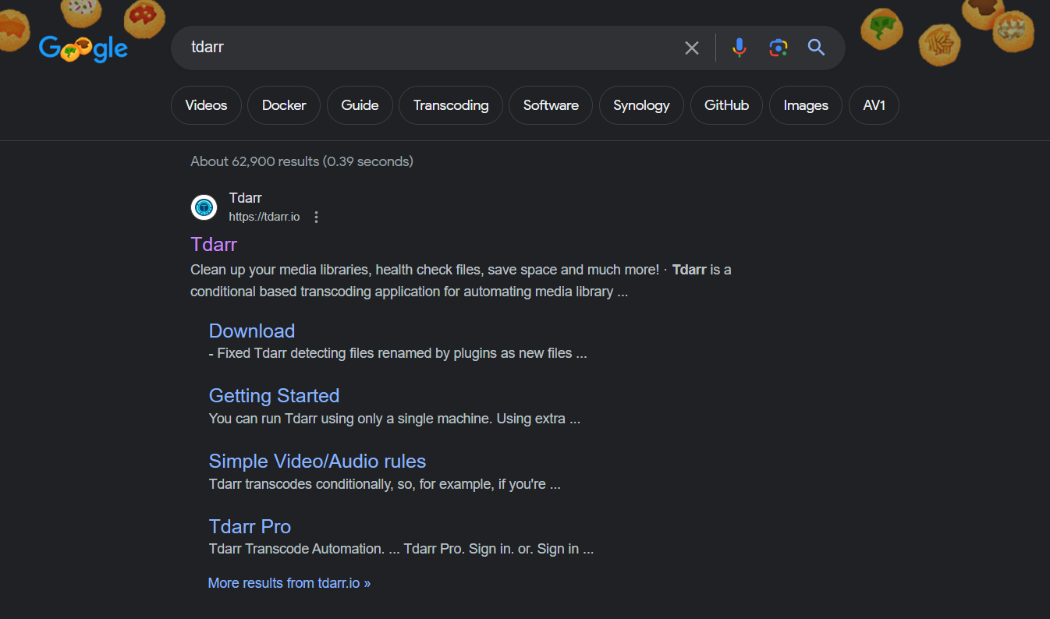 Google
tdarr
Videos Docker Guide Transcoding Software Synology GitHub Images AV1
About 62,900 results (0.39 seconds)
Tdarr
https://tdarr.io
Tdarr
Clean up your media libraries, health check files, save space and much more! · Tdarr is a
conditional based transcoding application for automating media library ...
Download
- Fixed Tdarr detecting files renamed by plugins as new files ...
Getting Started
You can run Tdarr using only a single machine. Using extra ...
Simple Video/Audio rules
Tdarr transcodes conditionally, so, for example, if you're ...
Tdarr Pro
Tdarr Transcode Automation. ... Tdarr Pro. Sign in. or. Sign in ...
More results from tdarr.io »